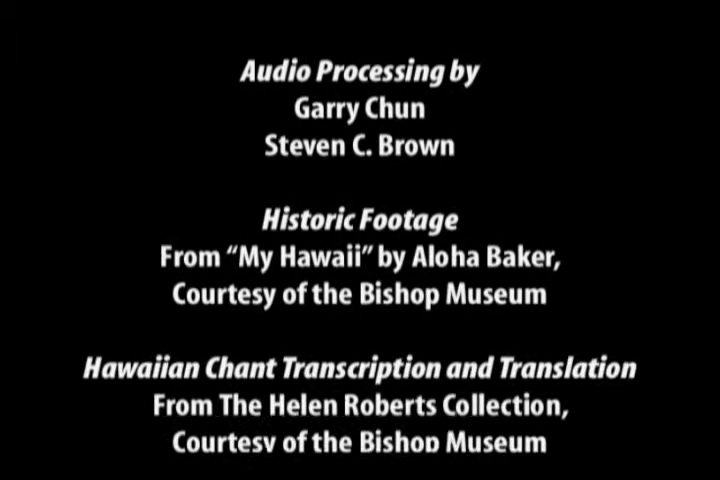 Audio Processing by
Garry Chun
Steven C. Brown
Historic Footage
From “My Hawaii” by Aloha Baker,
Courtesy of the Bishop Museum
Hawaiian Chant Transcription and Translation
From The Helen Roberts Collection,
Courtesy of the Bishop Museum